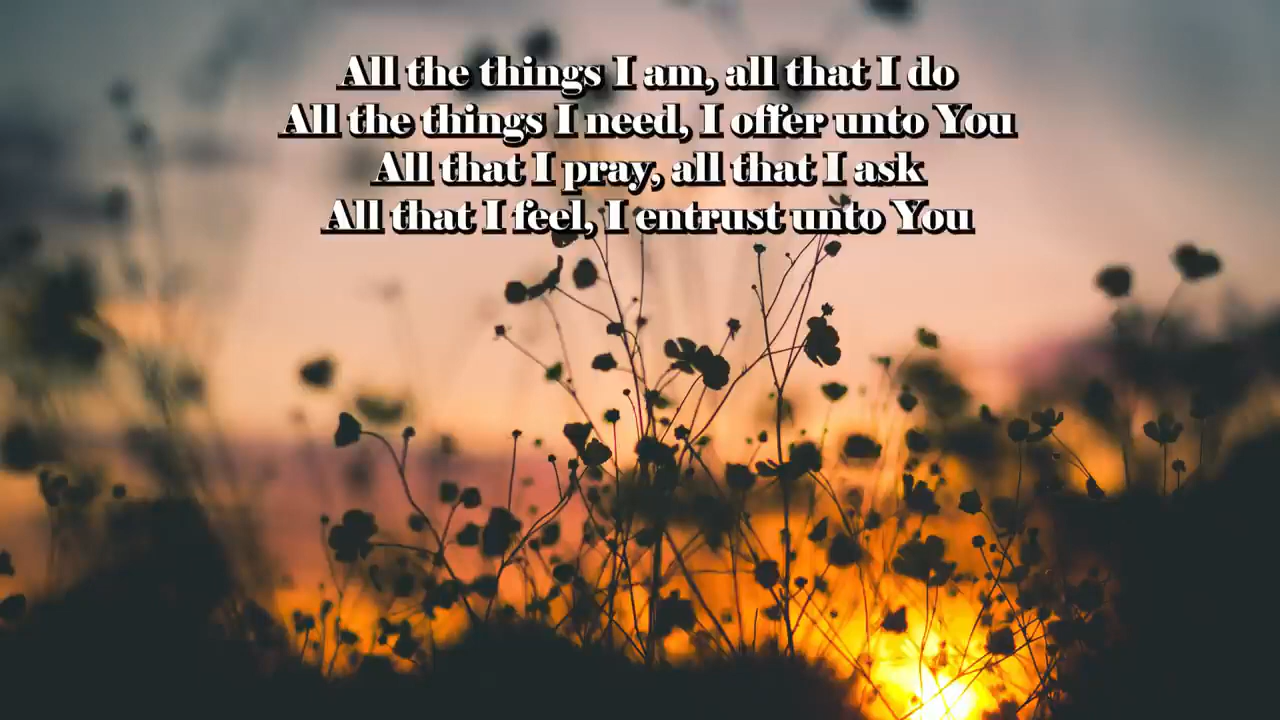 All the things I am, all that I do
All the things I need, I offer unto You
All that I pray, all that I ask
All that I feel, I entrust unto You